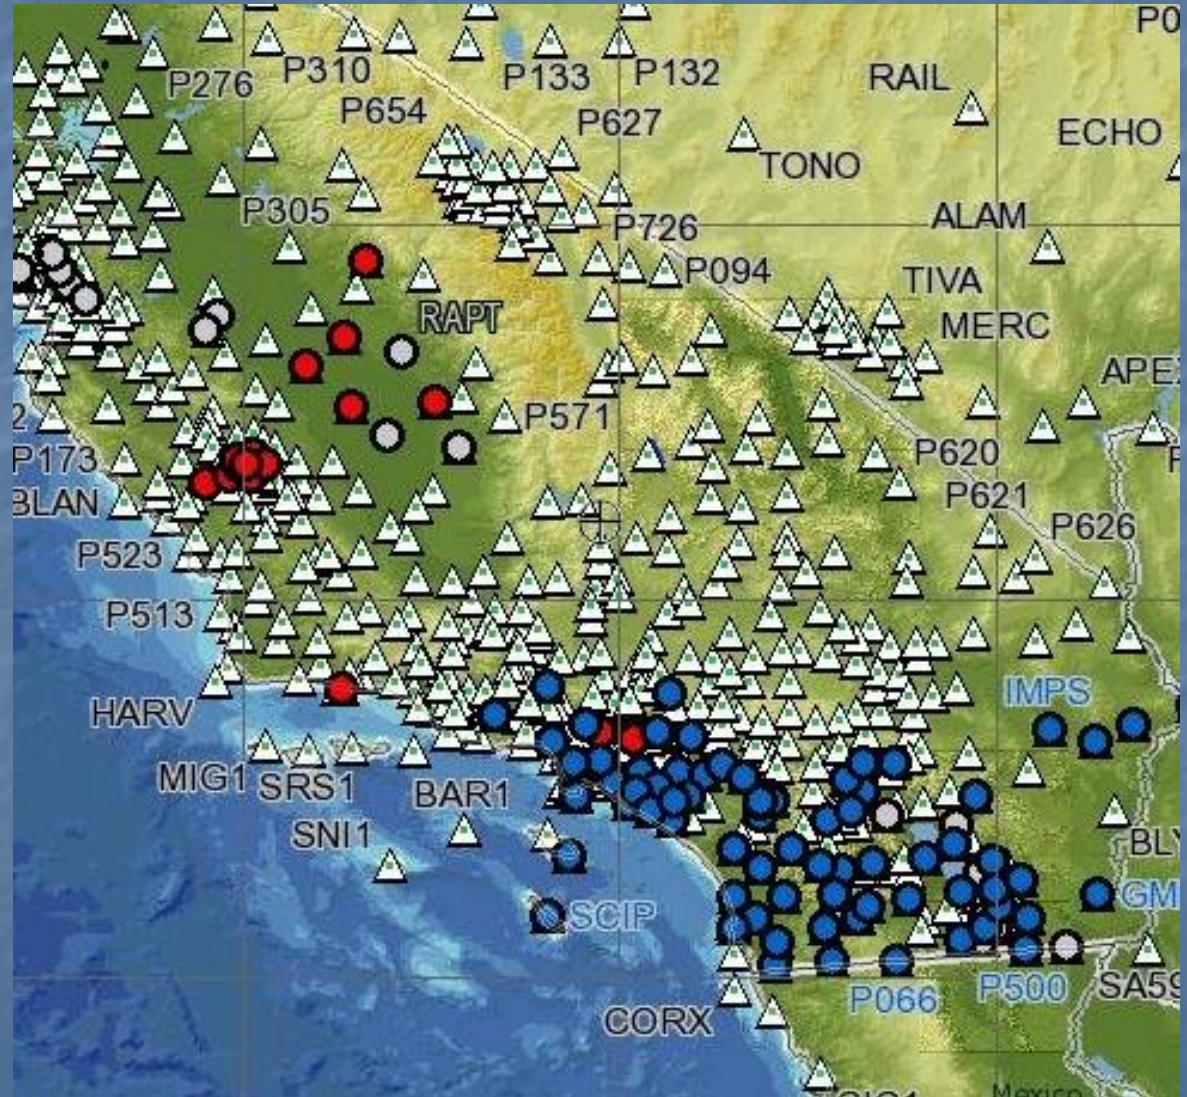 P0
P310
P133
P132
P276
RAIL
P654
P627
ECHO
TONO
P305
P726
ALAM
P094
TIVA
RAPT
MERC
APE
2
P571
P173
P620
BLAN
P621
P626
P523
P513
IMPS
HARV
MIG1
SRS1
BAR1
SNI1
BLY
GM
SCIP
P066
P500
SA59
CORX
Mexico